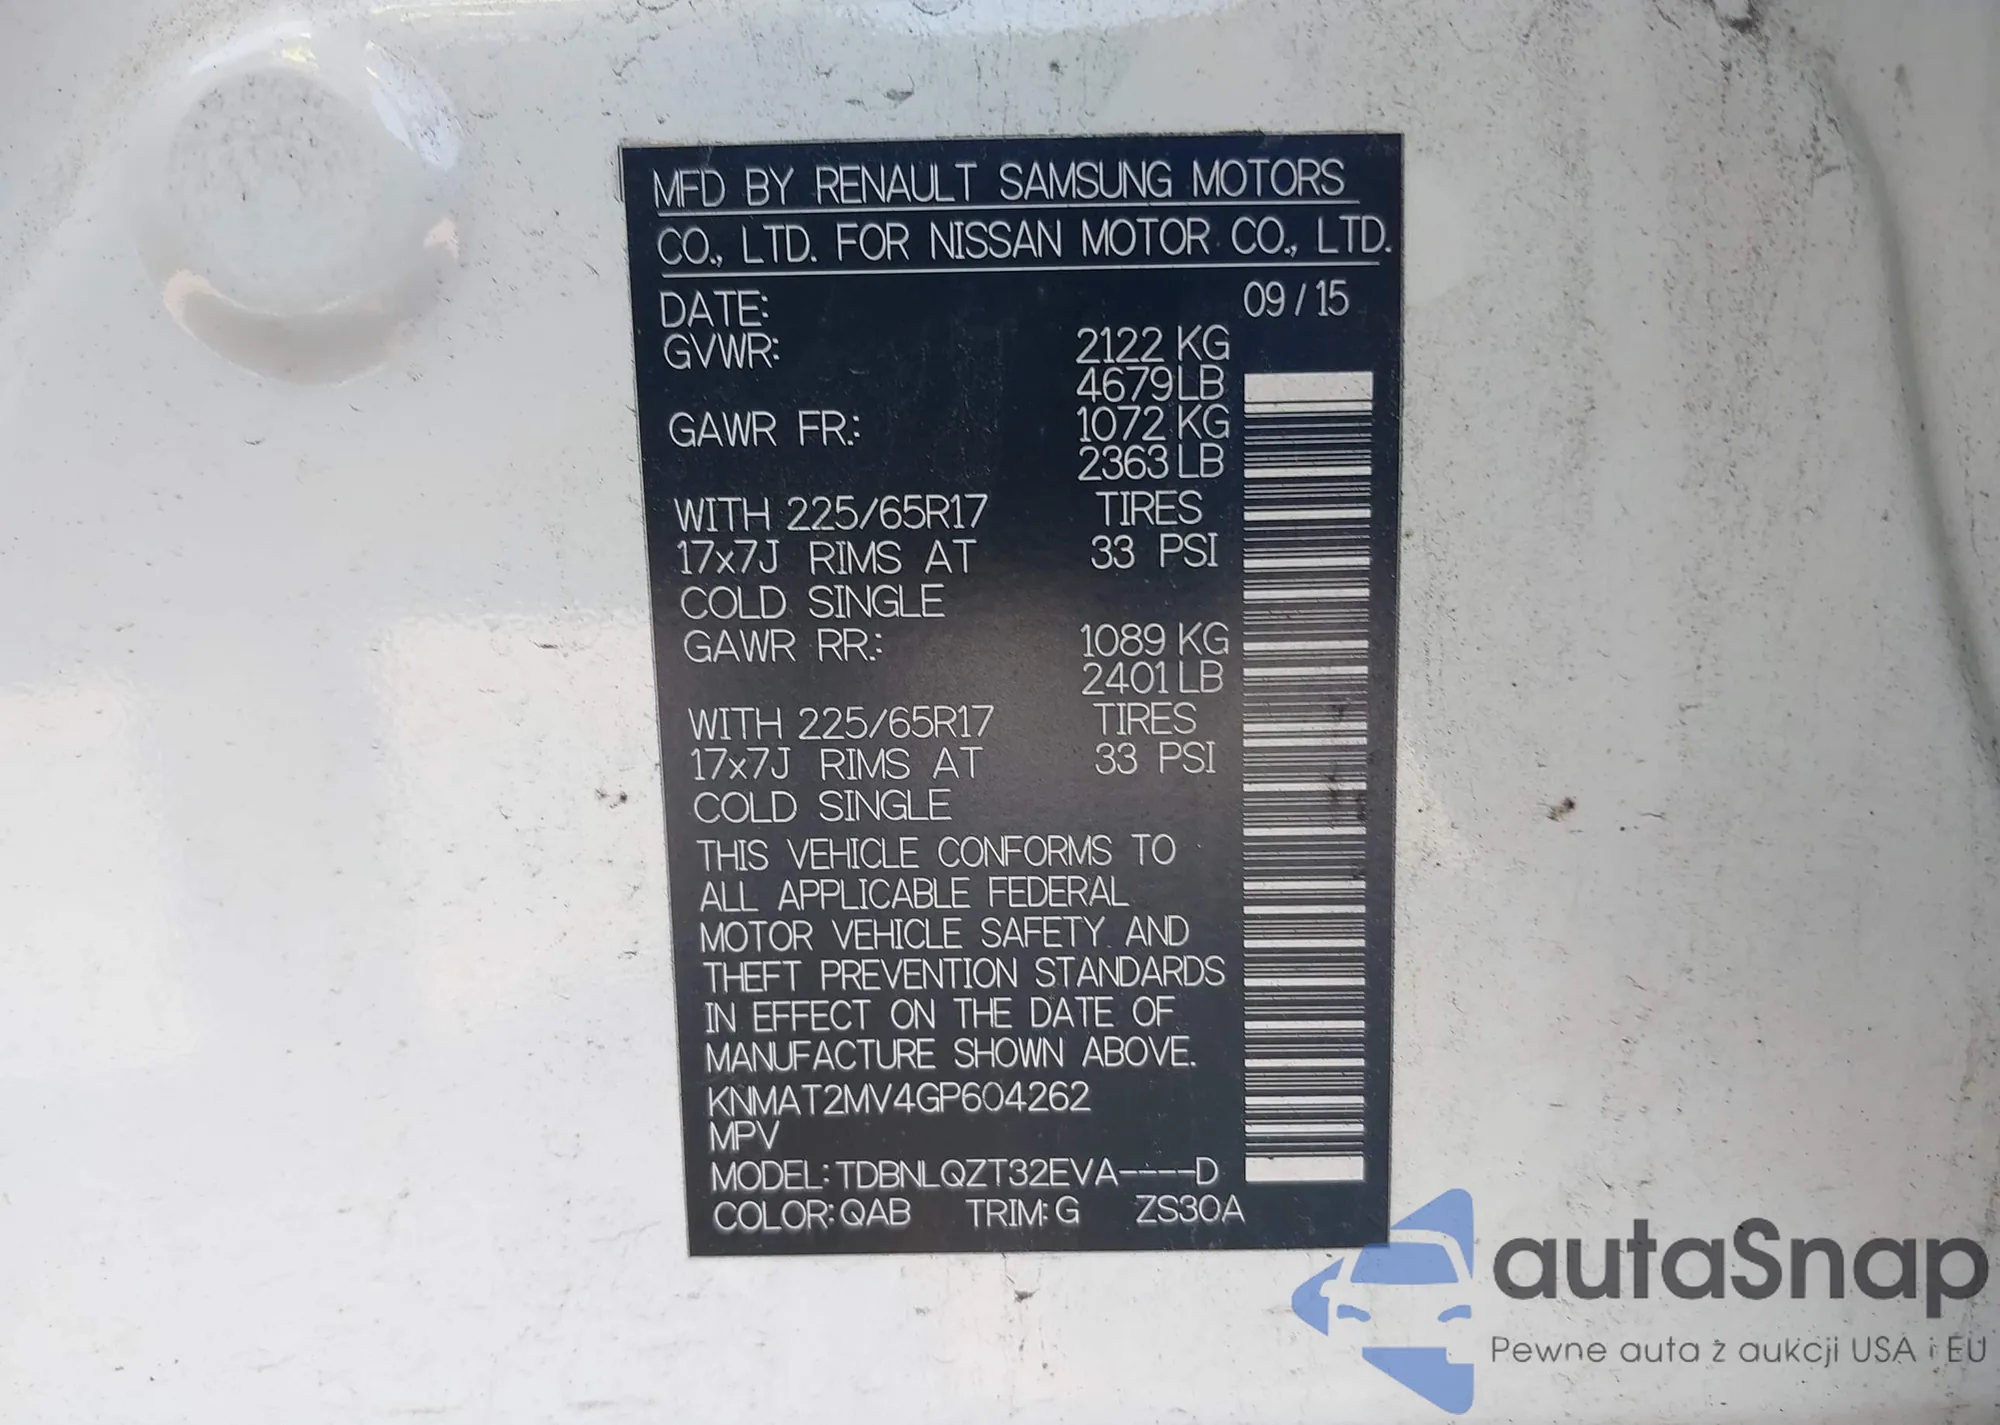 MFD BY RENAULT SAMSUNG MOTORS
CO., LTD. FOR NISSAN MOTOR CO., LTD.
DATE: 09 / 15
GVWR: 2122 KG
4679 LB
GAWR FR.: 1072 KG
2363 LB
WITH 225/65R17 TIRES
17x7J RIMS AT 33 PSI
COLD SINGLE
GAWR RR.: 1089 KG
2401 LB
WITH 225/65R17 TIRES
17x7J RIMS AT 33 PSI
COLD SINGLE
THIS VEHICLE CONFORMS TO
ALL APPLICABLE FEDERAL
MOTOR VEHICLE SAFETY AND
THEFT PREVENTION STANDARDS
IN EFFECT ON THE DATE OF
MANUFACTURE SHOWN ABOVE.
KNMAT2MV4GP604262
MPV
MODEL: TDBNLQZT32EVA----D
COLOR: QAB TRIM: G ZS30A
autaSnap
Pewne auta z aukcji USA i EU